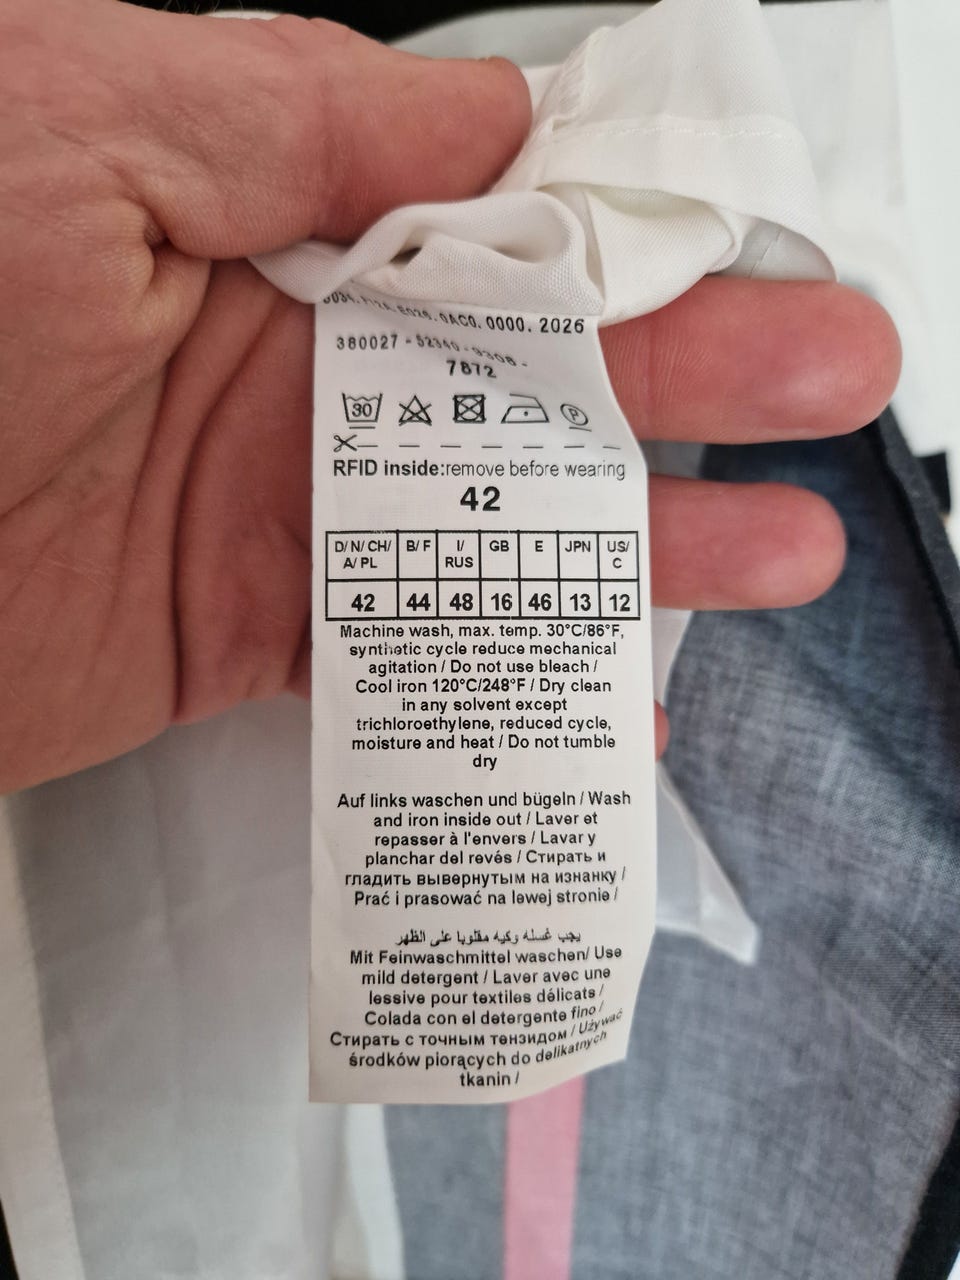 0000. 2026
380027
7872
30
P
RFID inside:remove before wearing
42
D/ N/ CH/ A/ PL B/ F I/ RUS GB E JPN US/ C
42 44 48 16 46 13 12
Machine wash, max. temp. 30°C/86°F,
synthetic cycle reduce mechanical
agitation / Do not use bleach /
Cool iron 120°C/248°F / Dry clean
in any solvent except
trichloroethylene, reduced cycle,
moisture and heat / Do not tumble
dry
Auf links waschen und bügeln / Wash
and iron inside out / Laver et
repasser à l'envers / Lavar y
planchar del revés / Стирать и
гладить вывернутым на изнанку /
Prać i prasować na lewej stronie /
يجب غسله وكيه مقلوبا على الظهر
Mit Feinwaschmittel waschen/ Use
mild detergent / Laver avec une
lessive pour textiles délicats /
Colada con el detergente fino /
Стирать с точным тензидом / Używać
środków piorących do delikatnych
tkanin /